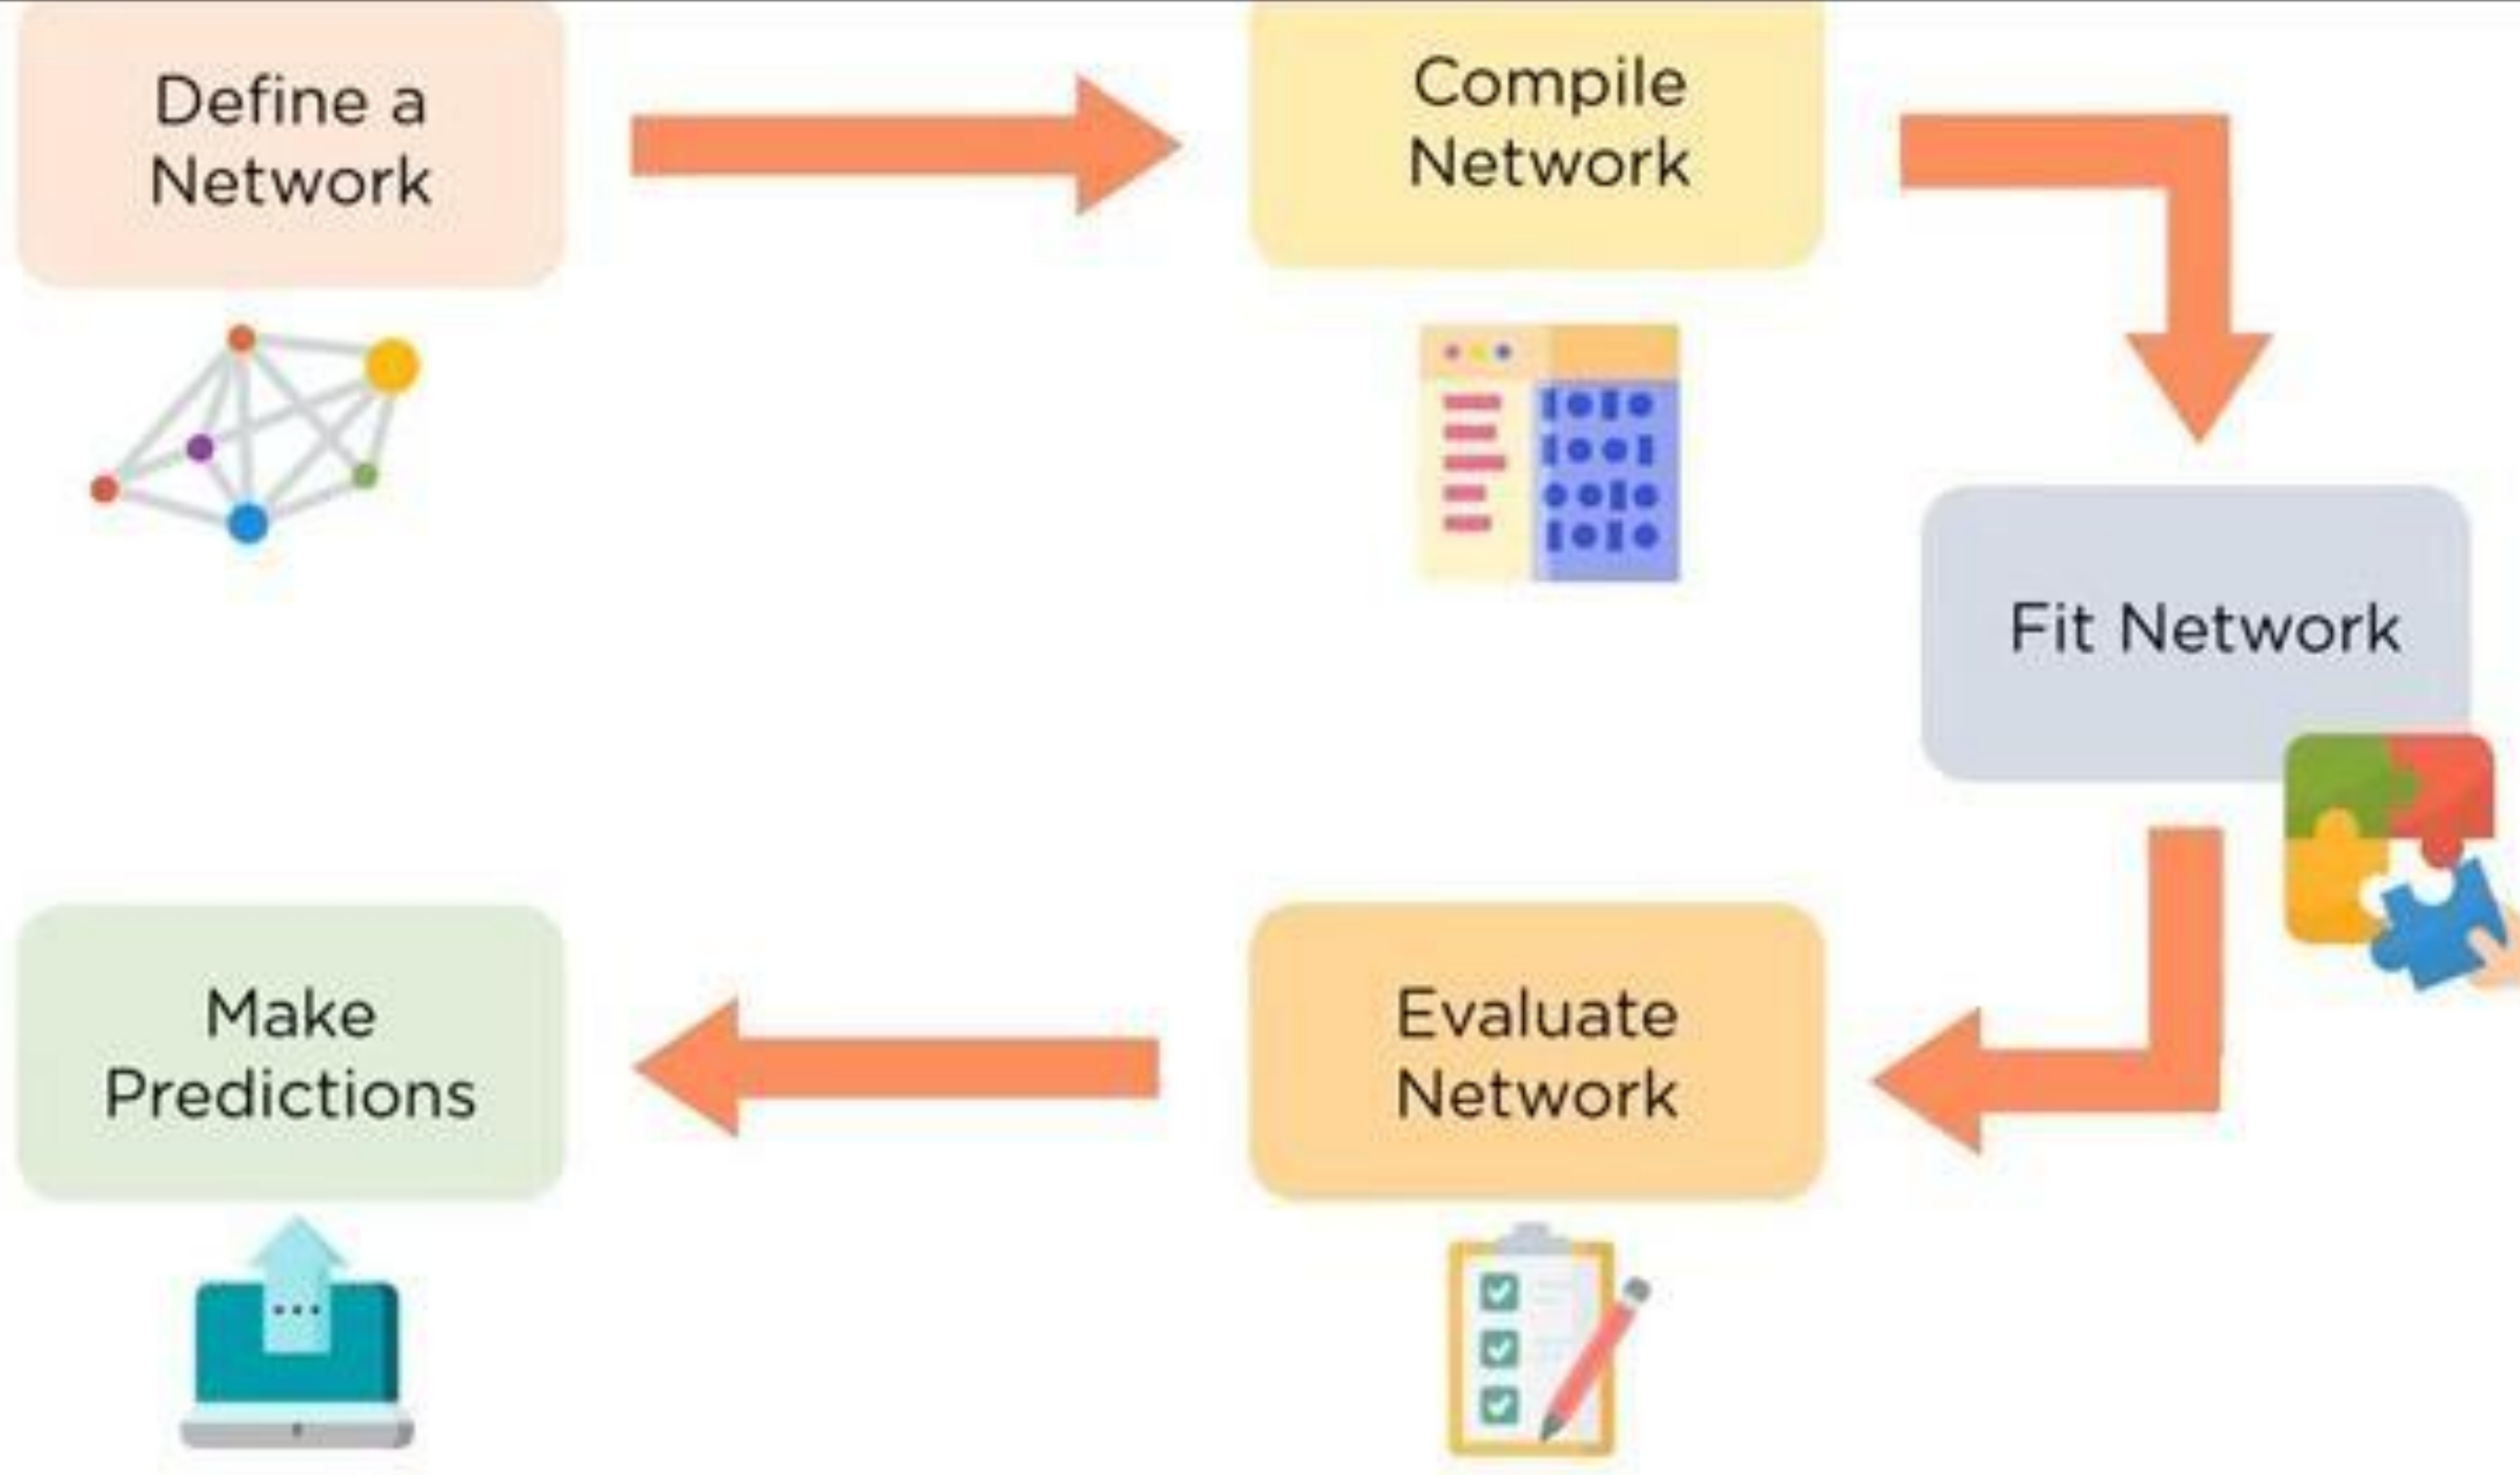 Define a
Network
Compile
Network
Fit Network
Evaluate
Network
Make
Predictions